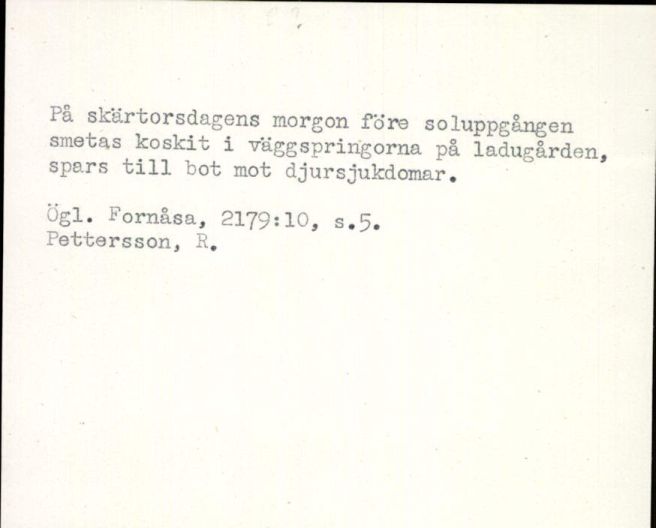 På skärtorsdagens morgon före soluppgången
smetas koskit i väggspringorna på ladugården,
spars till bot mot djursjukdomar.
Ögl. Fornåsa, 2179:10, s.5.
Pettersson, R.